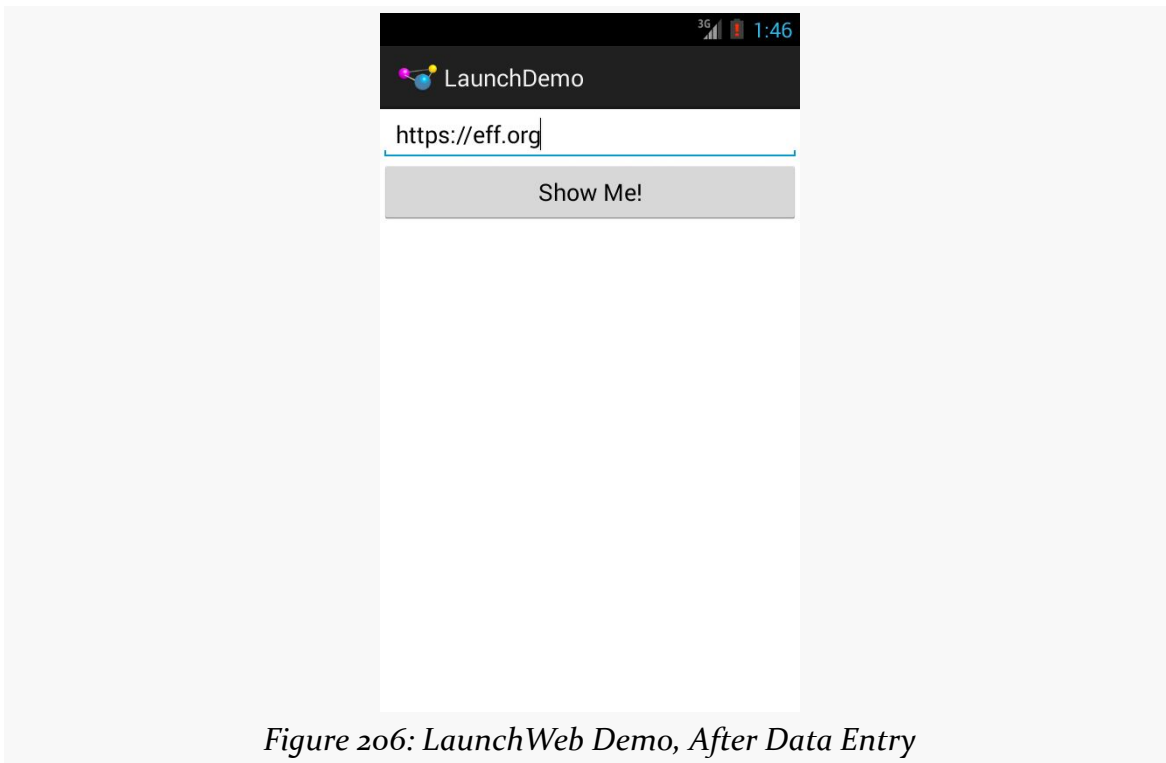 3G 1:46
LaunchDemo
https://eff.org
Show Me!
Figure 206: LaunchWeb Demo, After Data Entry